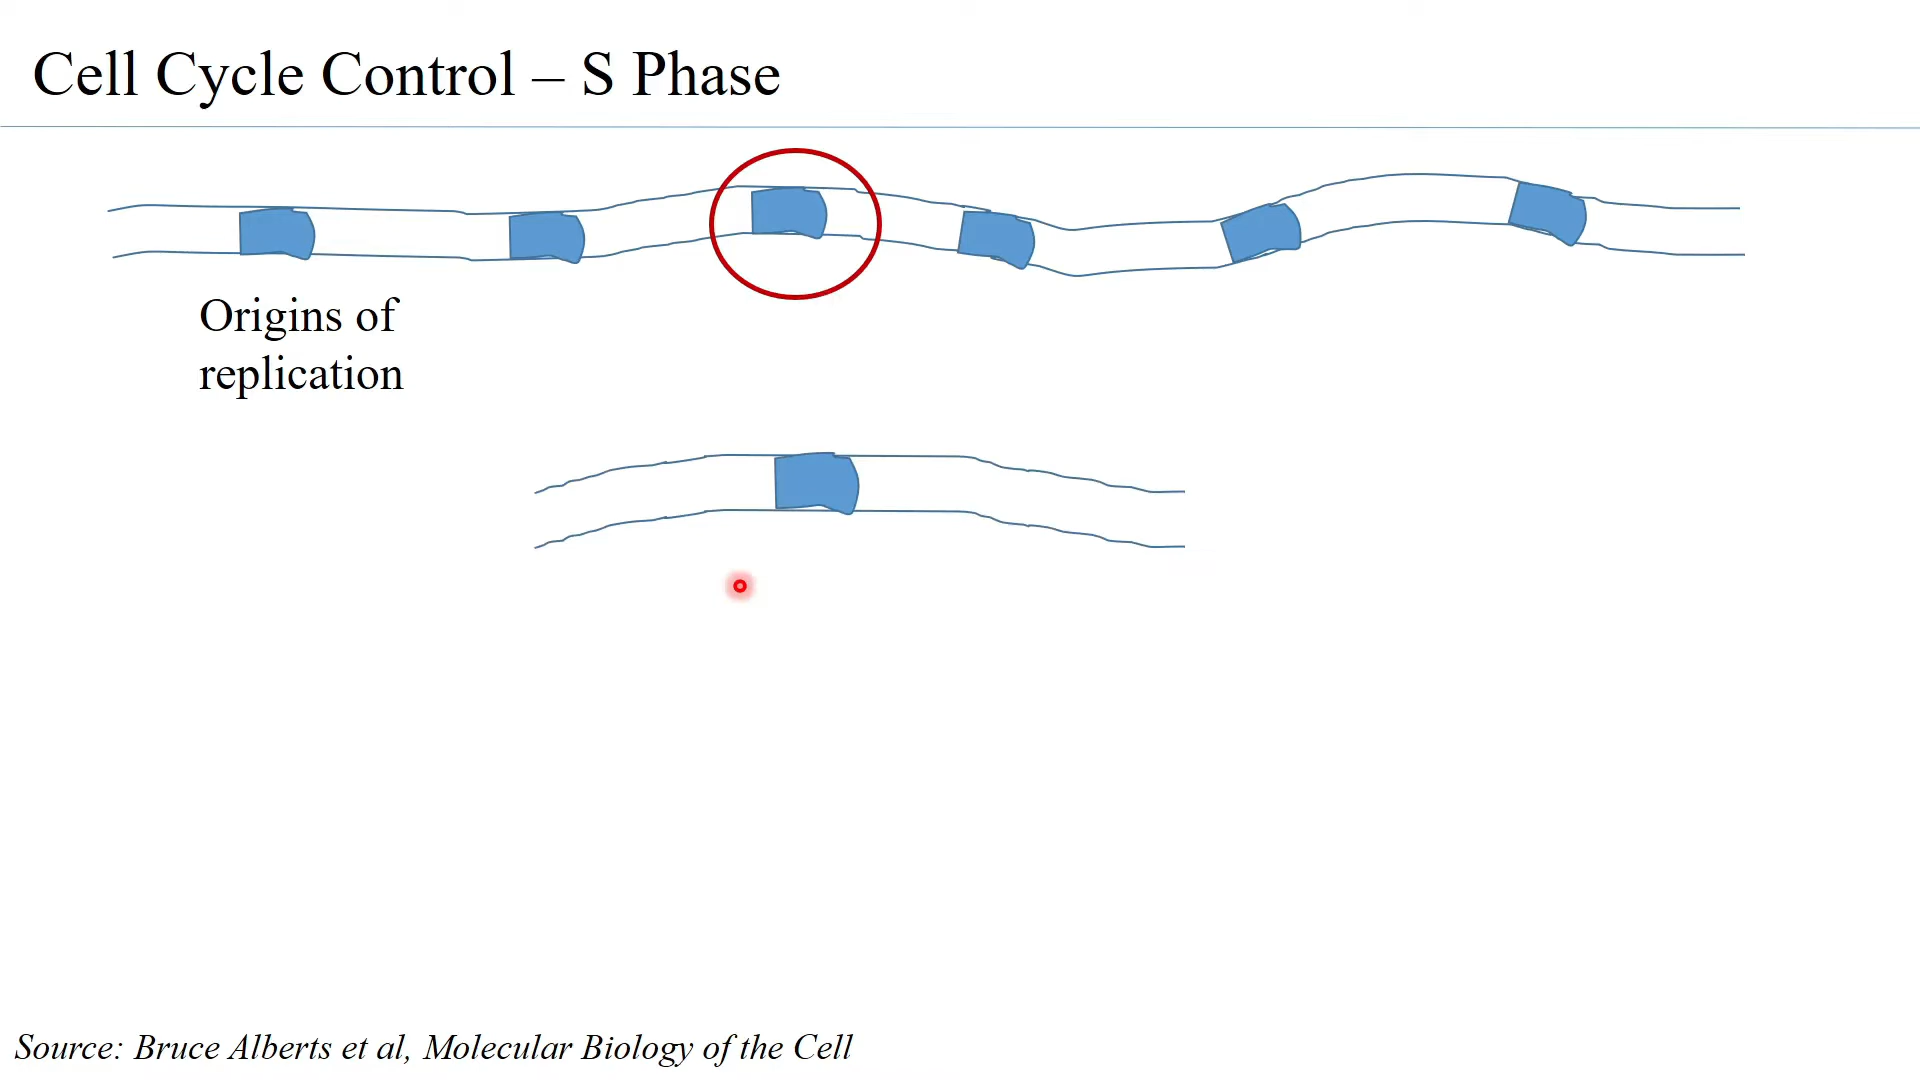 Cell Cycle Control – S Phase
Origins of
replication
Source: Bruce Alberts et al, Molecular Biology of the Cell